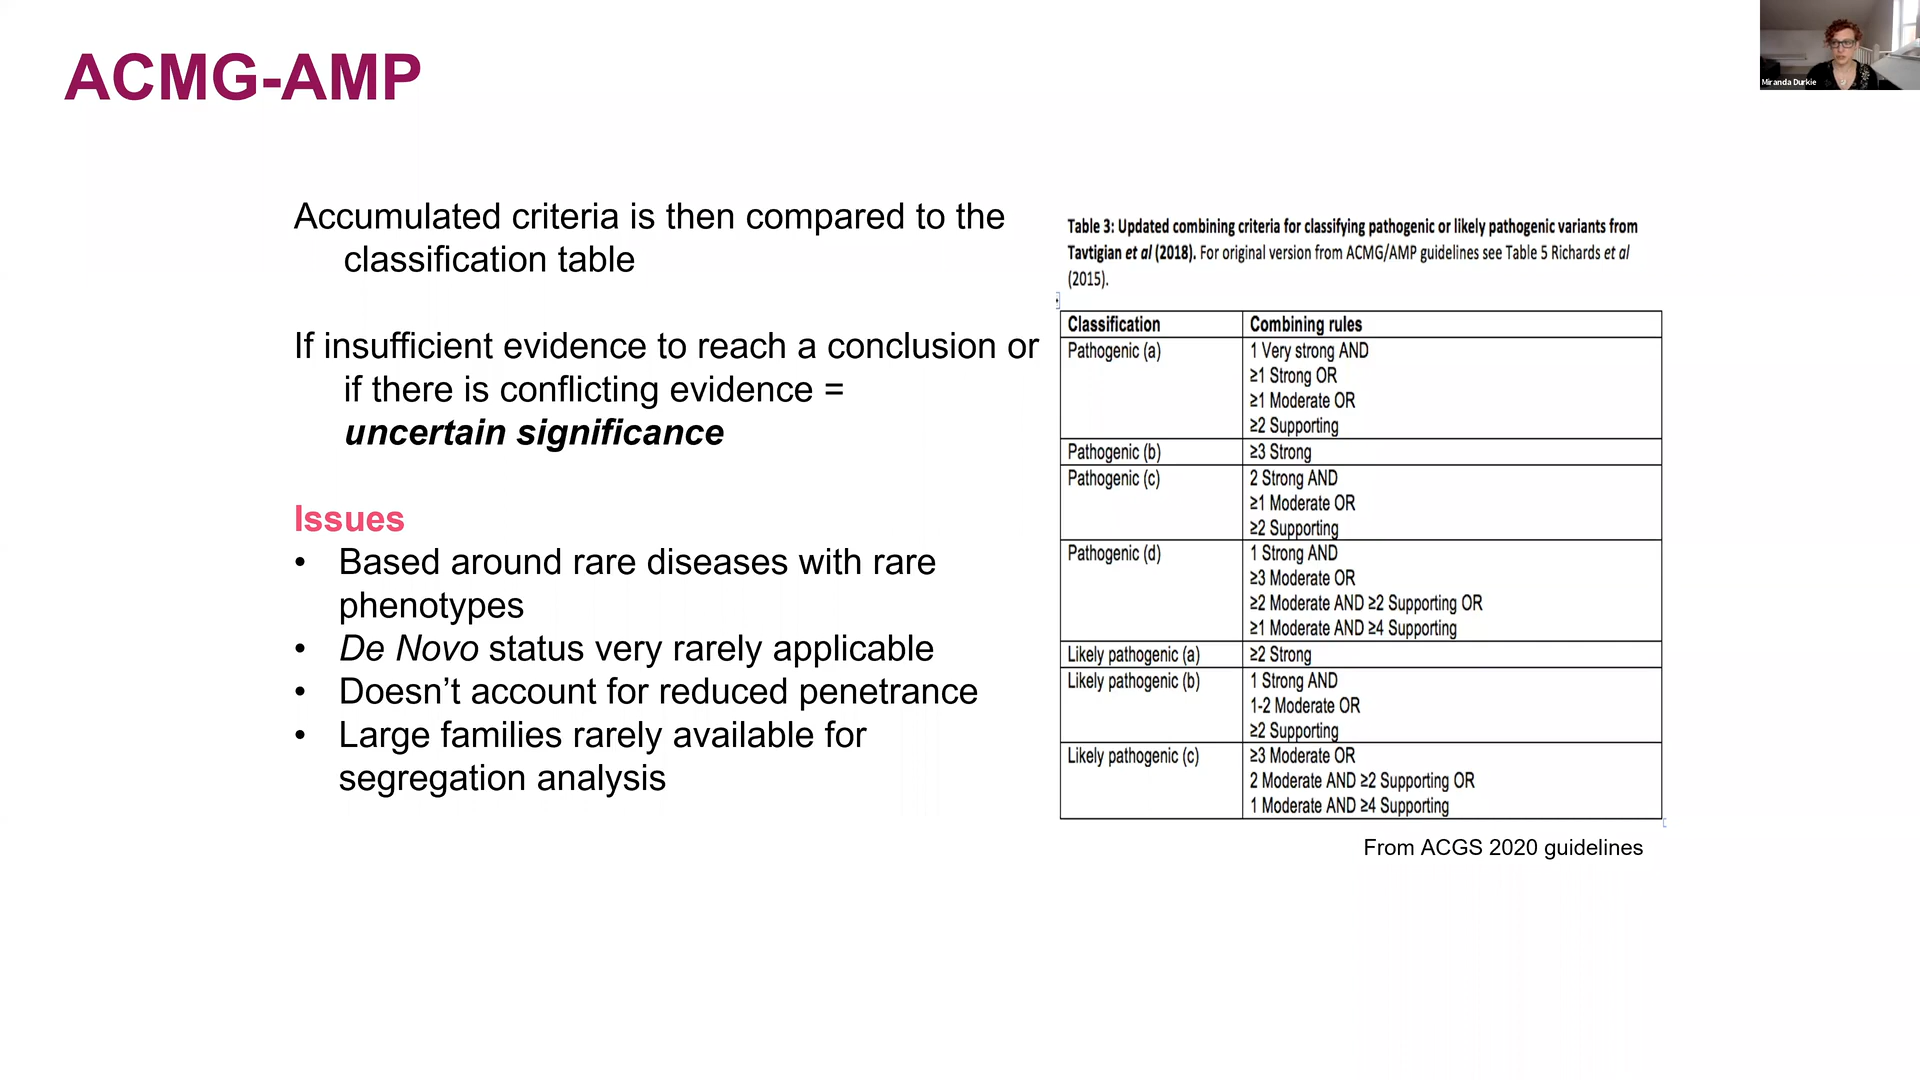 ACMG-AMP
Miranda Durkie
Accumulated criteria is then compared to the
classification table
If insufficient evidence to reach a conclusion or
if there is conflicting evidence =
uncertain significance
Issues
• Based around rare diseases with rare
phenotypes
• De Novo status very rarely applicable
• Doesn’t account for reduced penetrance
• Large families rarely available for
segregation analysis
Table 3: Updated combining criteria for classifying pathogenic or likely pathogenic variants from
Tavtigian et al (2018). For original version from ACMG/AMP guidelines see Table 5 Richards et al
(2015).
Classification Combining rules
Pathogenic (a) 1 Very strong AND
≥1 Strong OR
≥1 Moderate OR
≥2 Supporting
Pathogenic (b) ≥3 Strong
Pathogenic (c) 2 Strong AND
≥1 Moderate OR
≥2 Supporting
Pathogenic (d) 1 Strong AND
≥3 Moderate OR
≥2 Moderate AND ≥2 Supporting OR
≥1 Moderate AND ≥4 Supporting
Likely pathogenic (a) ≥2 Strong
Likely pathogenic (b) 1 Strong AND
1-2 Moderate OR
≥2 Supporting
Likely pathogenic (c) ≥3 Moderate OR
2 Moderate AND ≥2 Supporting OR
1 Moderate AND ≥4 Supporting
From ACGS 2020 guidelines